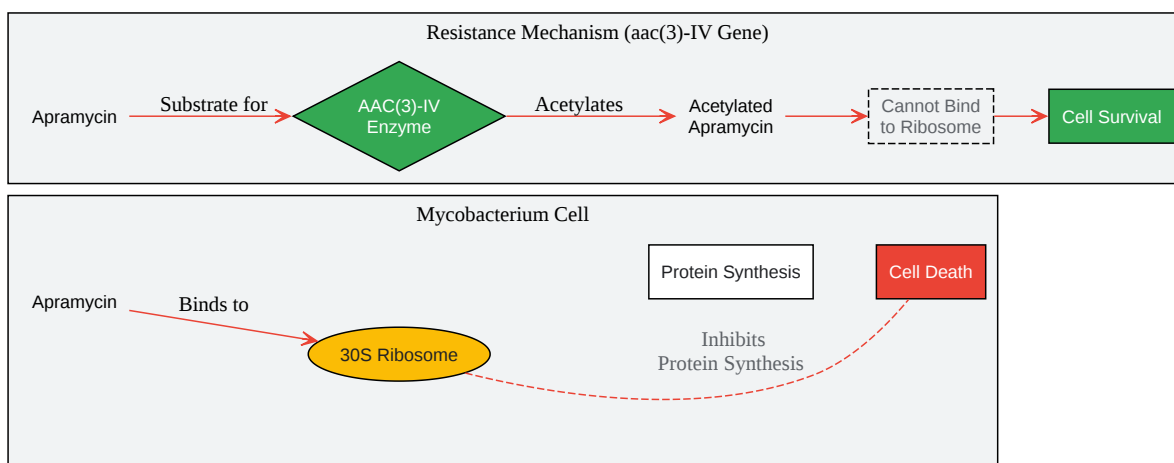 Resistance Mechanism (aac(3)-IV Gene)
Apramycin
Substrate for
AAC(3)-IV
Enzyme
Acetylates
Acetylated
Apramycin
Cannot Bind
to Ribosome
Cell Survival
Mycobacterium Cell
Apramycin
Binds to
30S Ribosome
Protein Synthesis
Inhibits
Protein Synthesis
Cell Death